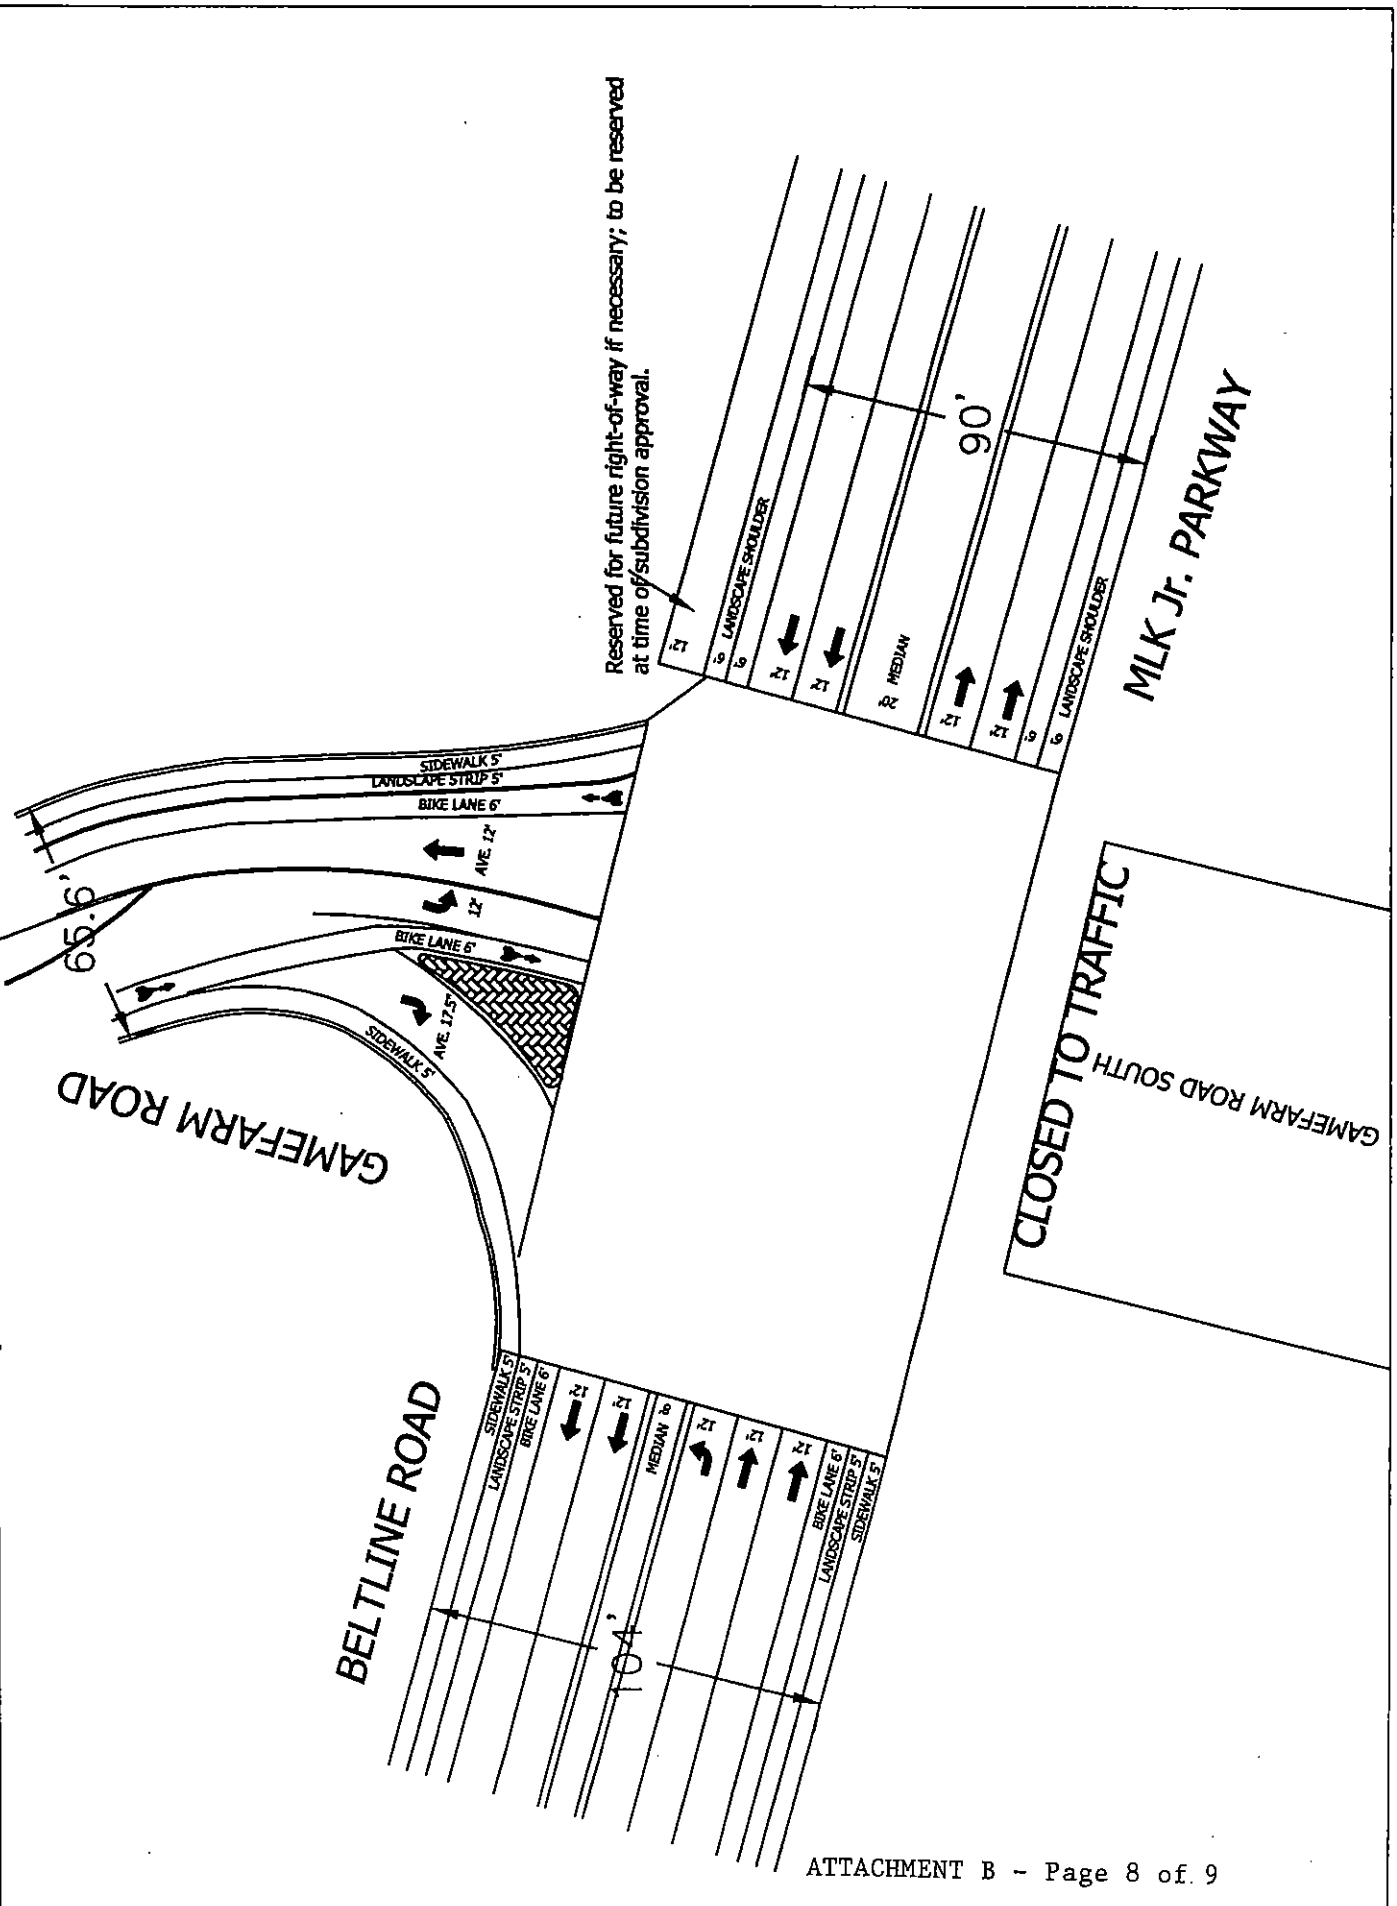 Reserved for future right-of-way if necessary; to be reserved
at time of subdivision approval.
12'
6'
6'
LANDSCAPE SHOULDER
12'
12'
20' MEDIAN
12'
12'
6'
6'
LANDSCAPE SHOULDER
90'
MLK Jr. PARKWAY
SIDEWALK 5'
LANDSCAPE STRIP 5'
BIKE LANE 6'
AVE. 12'
12'
BIKE LANE 6'
AVE. 17.5'
SIDEWALK 5'
65.6'
GAMEFARM ROAD
CLOSED TO TRAFFIC
GAMEFARM ROAD SOUTH
BELTLINE ROAD
SIDEWALK 5'
LANDSCAPE STRIP 5'
BIKE LANE 6'
12'
12'
MEDIAN 8'
12'
12'
12'
BIKE LANE 6'
LANDSCAPE STRIP 5'
SIDEWALK 5'
104'
ATTACHMENT B - Page 8 of 9